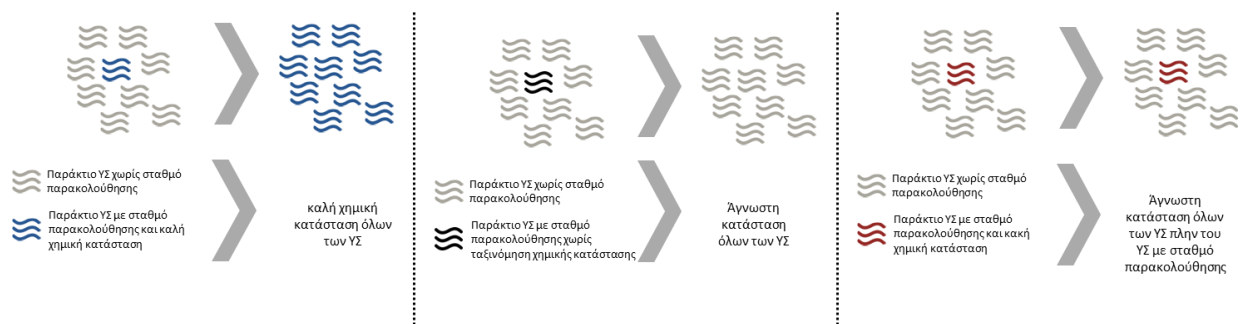 Παράκτιο ΥΣ χωρίς σταθμό
παρακολούθησης
Παράκτιο ΥΣ με σταθμό
παρακολούθησης και καλή
χημική κατάσταση
καλή χημική
κατάσταση όλων
των ΥΣ
Παράκτιο ΥΣ χωρίς σταθμό
παρακολούθησης
Παράκτιο ΥΣ με σταθμό
παρακολούθησης χωρίς
ταξινόμηση χημικής κατάστασης
Άγνωστη
κατάσταση
όλων των ΥΣ
Παράκτιο ΥΣ χωρίς σταθμό
παρακολούθησης
Παράκτιο ΥΣ με σταθμό
παρακολούθησης και κακή
χημική κατάσταση
Άγνωστη
κατάσταση όλων
των ΥΣ πλην του
ΥΣ με σταθμό
παρακολούθησης